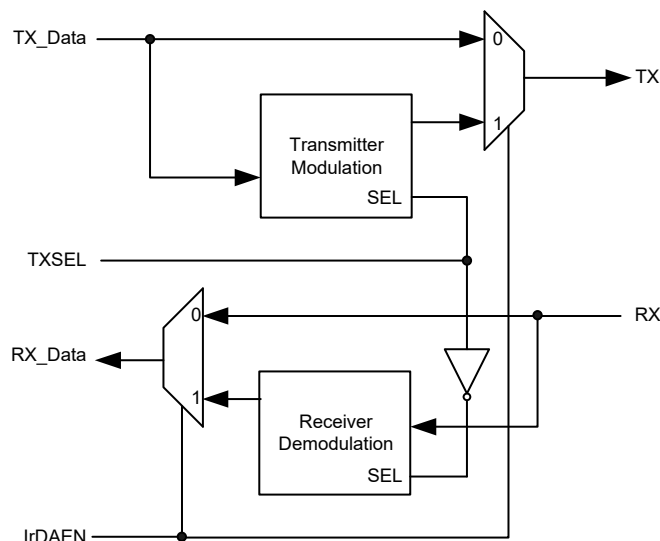 TX_Data
0
TX
1
Transmitter
Modulation
SEL
TXSEL
0
RX
RX_Data
1
Receiver
Demodulation
SEL
IrDAEN